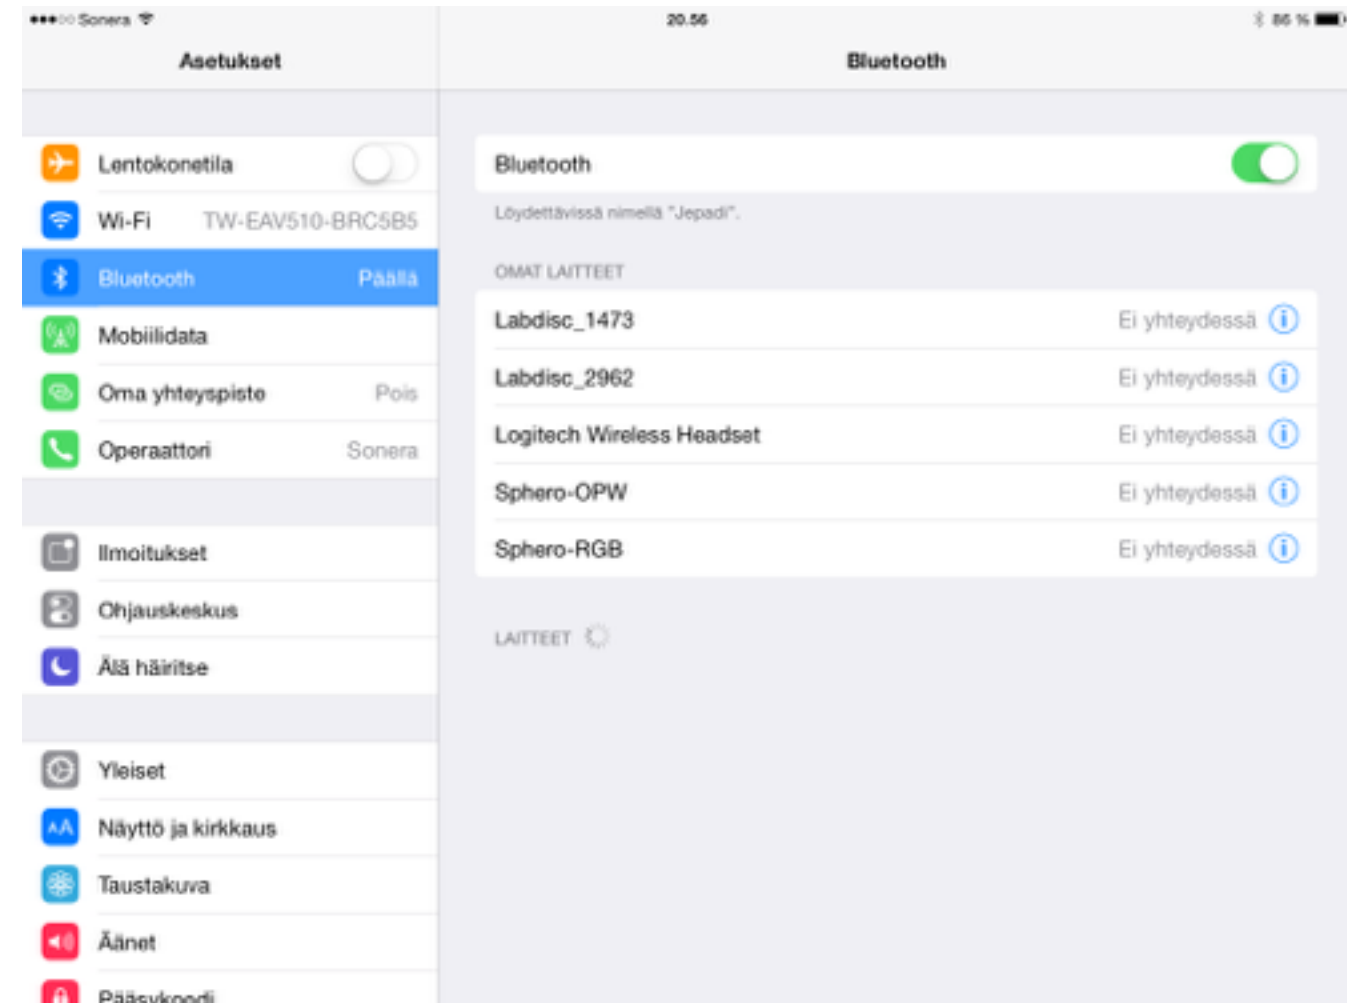 Sonera 20.56 86 %
Asetukset
Bluetooth
Lentokonetila
Wi-Fi TW-EAV510-BRC5B5
Bluetooth Päällä
Mobiilidata
Oma yhteyspiste Pois
Operaattori Sonera
Ilmoitukset
Ohjauskeskus
Älä häiritse
Yleiset
AA Näyttö ja kirkkaus
Taustakuva
Äänet
Pääsykoodi
Bluetooth
Löydettävissä nimellä "Jepadi".
OMAT LAITTEET
Labdisc_1473 Ei yhteydessä
Labdisc_2962 Ei yhteydessä
Logitech Wireless Headset Ei yhteydessä
Sphero-OPW Ei yhteydessä
Sphero-RGB Ei yhteydessä
LAITTEET